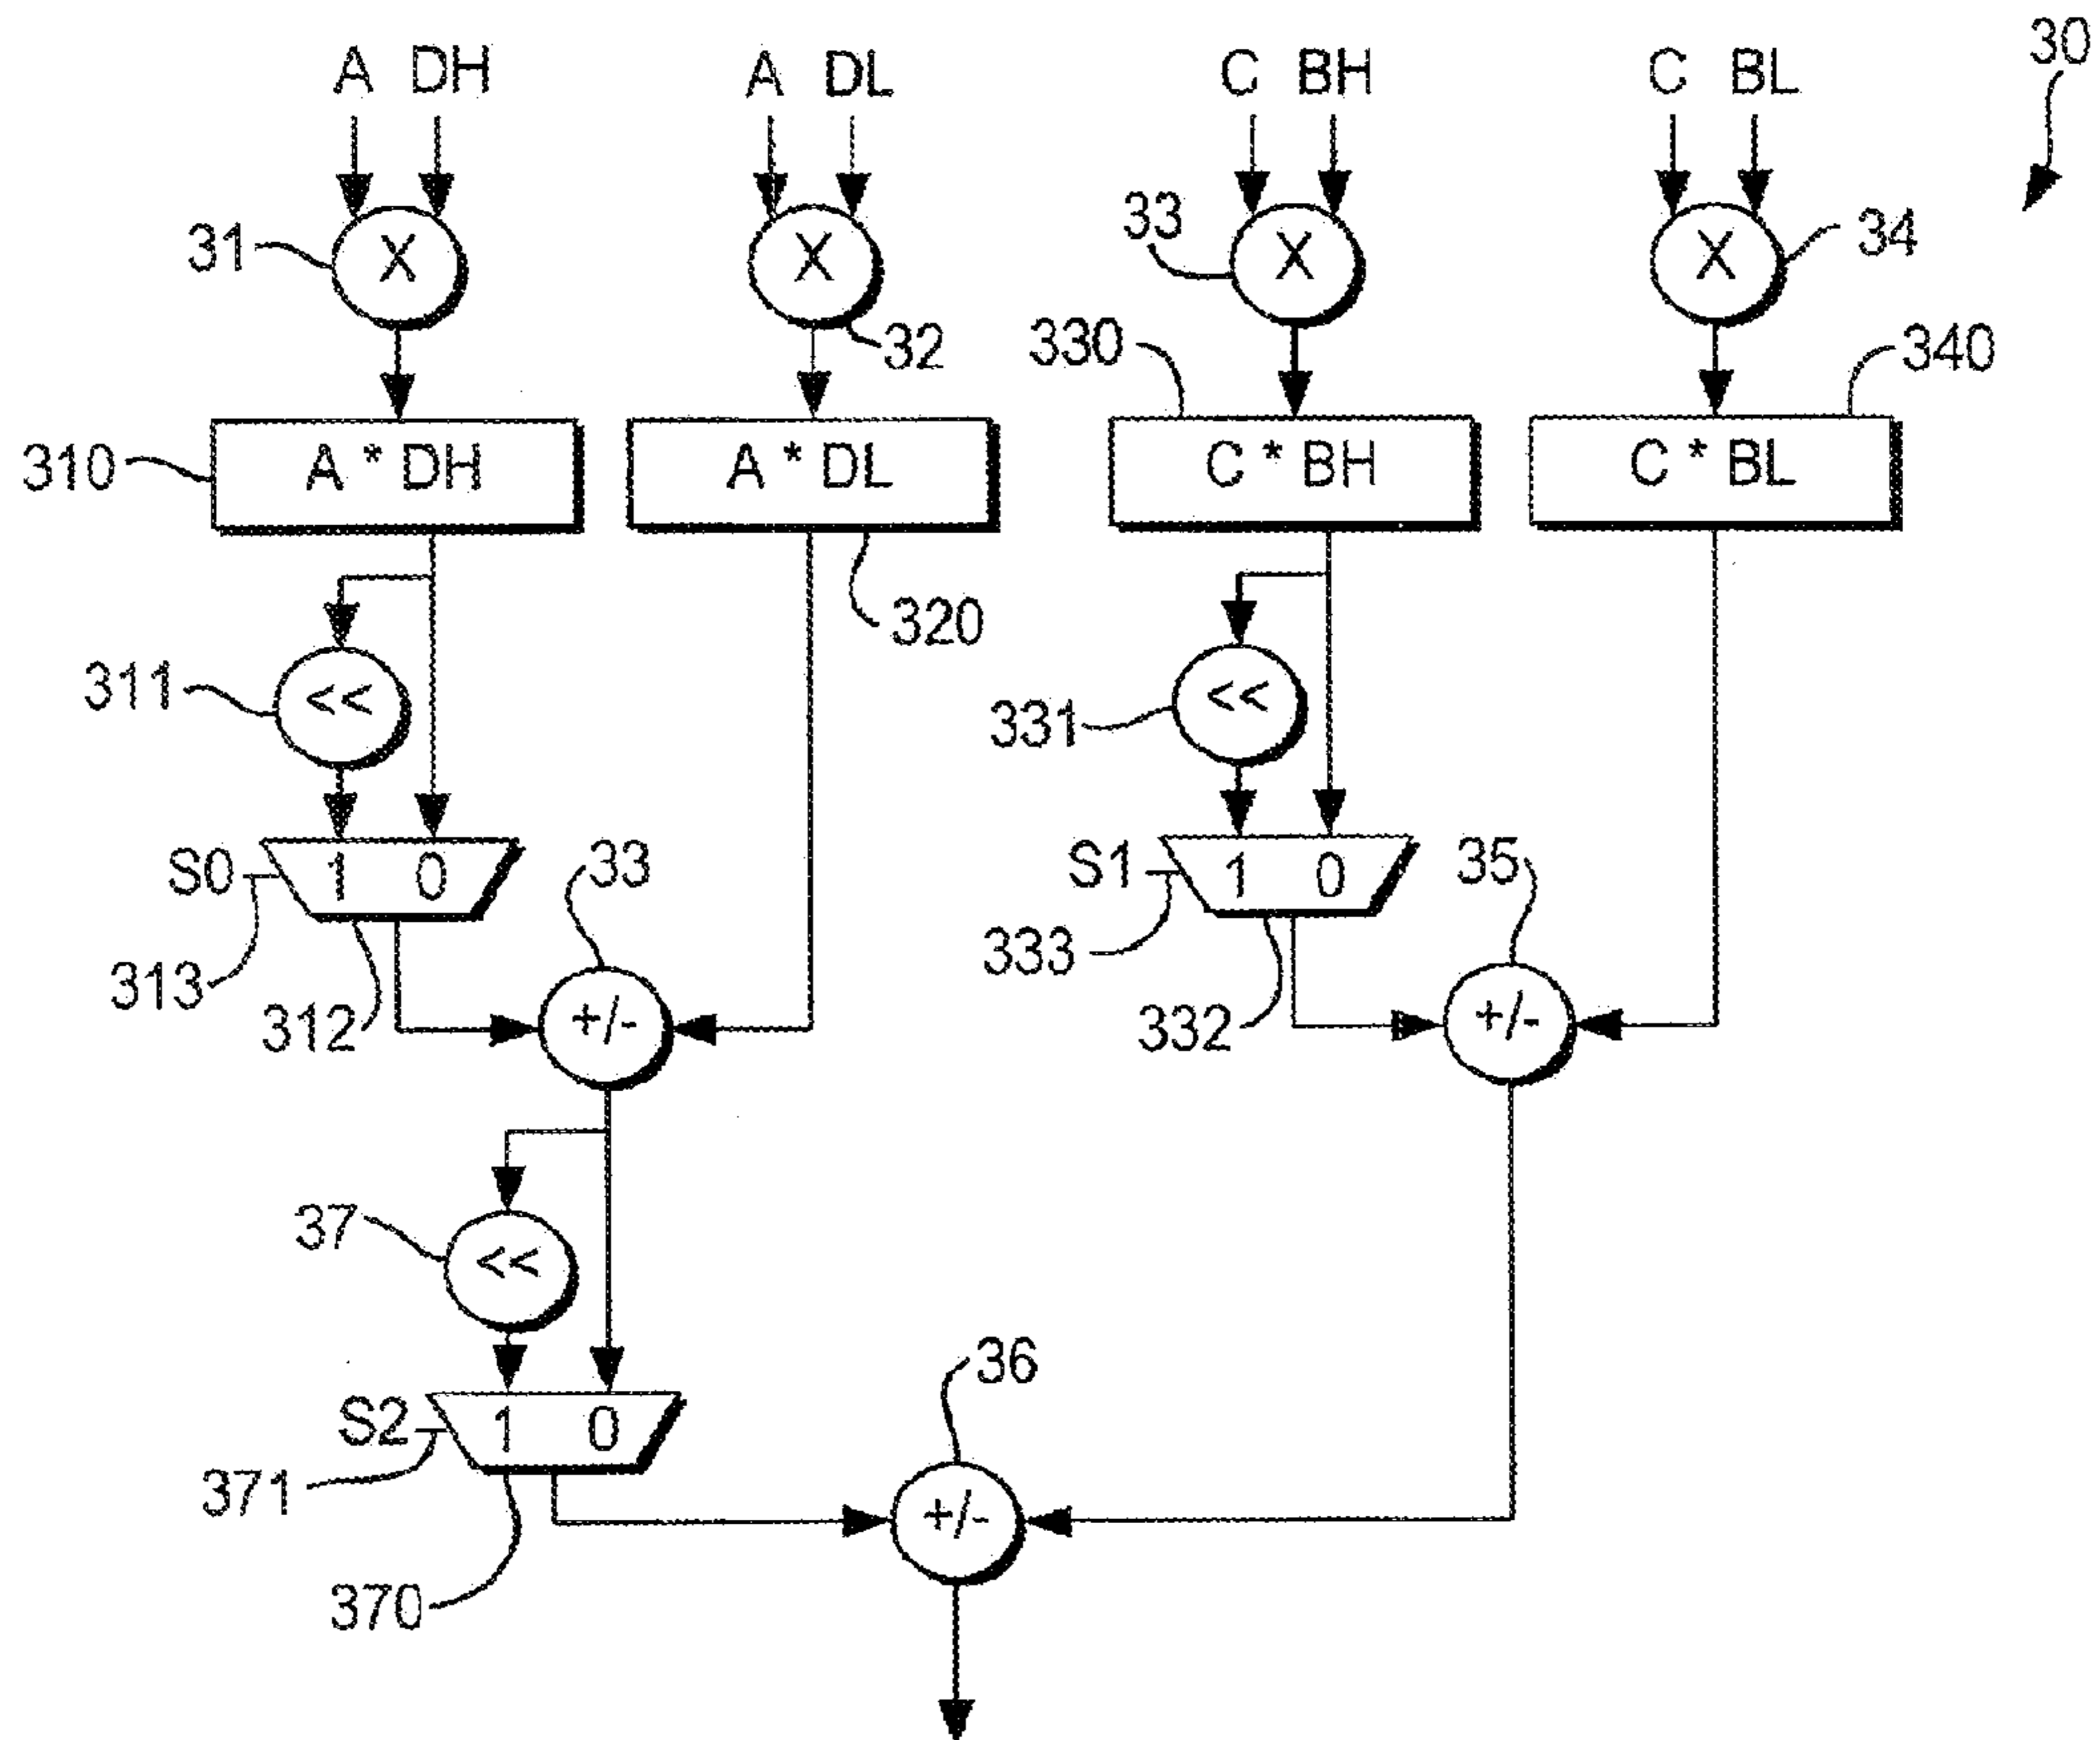 30
A DH
A DL
C BH
C BL
31
X
X
32
33
X
X
34
330
340
310
A * DH
A * DL
C * BH
C * BL
320
311
<<
331
<<
S0
1 0
33
S1
1 0
35
313
312
+/-
333
332
+/-
37
<<
36
S2
1 0
371
370
+/-